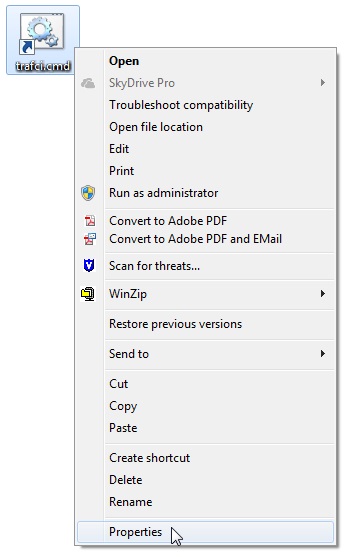 trafci.cmd
Open
SkyDrive Pro
Troubleshoot compatibility
Open file location
Edit
Print
Run as administrator
Convert to Adobe PDF
Convert to Adobe PDF and EMail
Scan for threats...
WinZip
Restore previous versions
Send to
Cut
Copy
Paste
Create shortcut
Delete
Rename
Properties